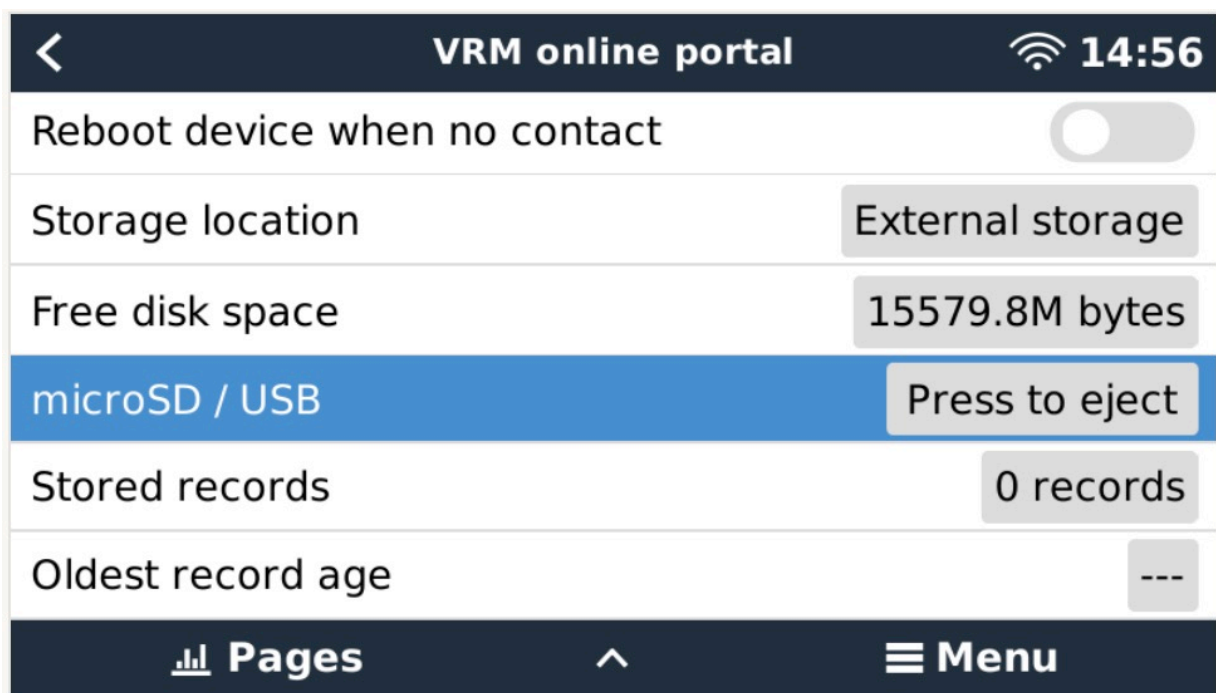 VRM online portal 14:56
Reboot device when no contact
Storage location External storage
Free disk space 15579.8M bytes
microSD / USB Press to eject
Stored records 0 records
Oldest record age ---
Pages Menu